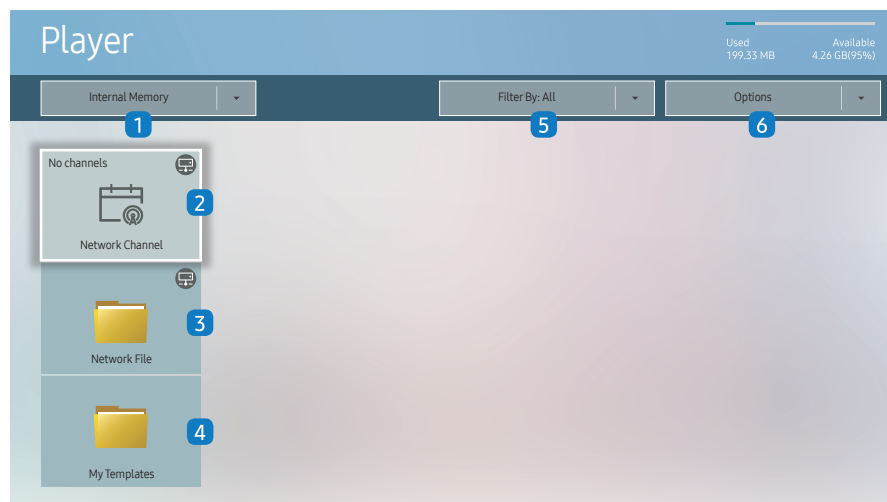 Player
Used Available
199.33 MB 4.26 GB(95%)
Internal Memory Filter By: All Options
1 5 6
No channels
2
Network Channel
3
Network File
4
My Templates